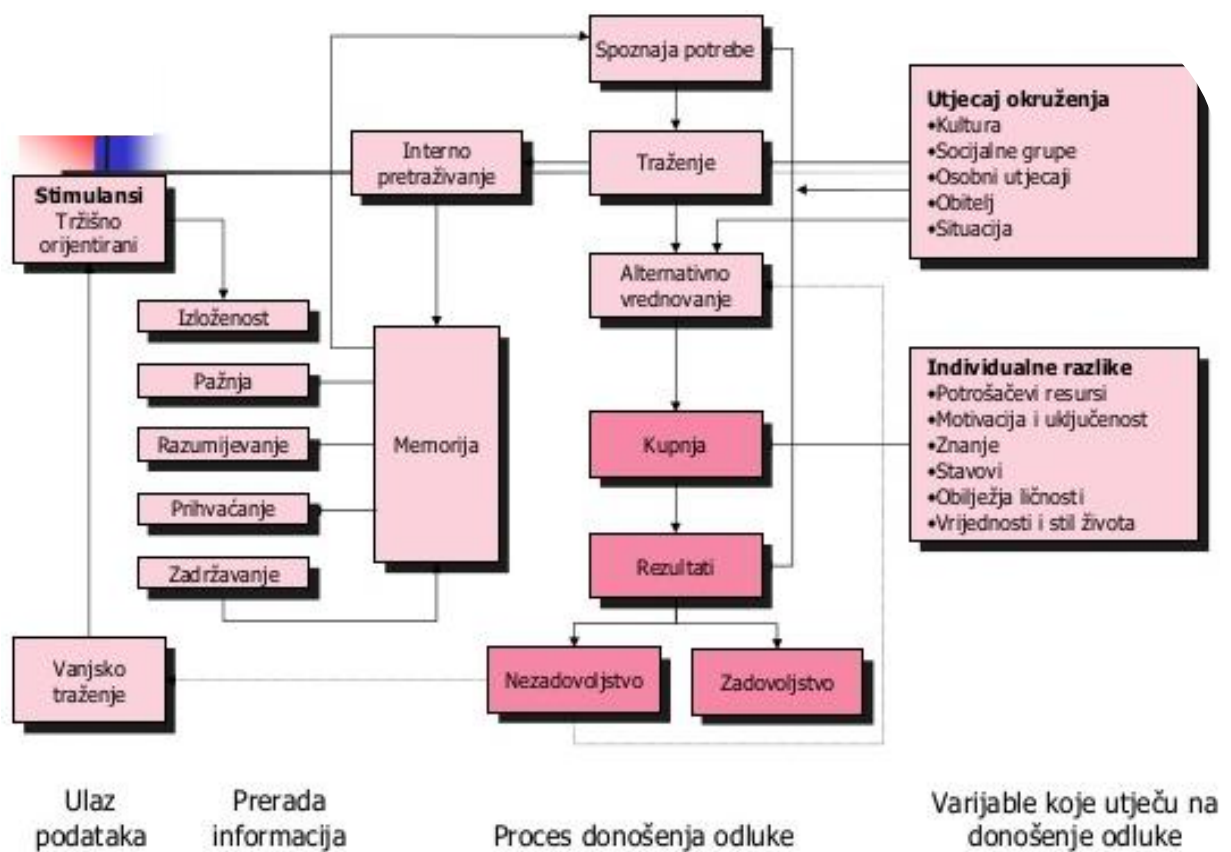 Spoznaja potrebe
Utjecaj okruženja
•Kultura
•Socijalne grupe
•Osobni utjecaji
•Obitelj
•Situacija
Interno
pretraživanje
Traženje
Stimulansi
Tržišno
orijentirani
Alternativno
vrednovanje
Izloženost
Pažnja
Razumijevanje
Prihvaćanje
Zadržavanje
Memorija
Kupnja
Individualne razlike
•Potrošačevi resursi
•Motivacija i uključenost
•Znanje
•Stavovi
•Obilježja ličnosti
•Vrijednosti i stil života
Rezultati
Vanjsko
traženje
Nezadovoljstvo
Zadovoljstvo
Ulaz
podataka
Prerada
informacija
Proces donošenja odluke
Varijable koje utječu na
donošenje odluke